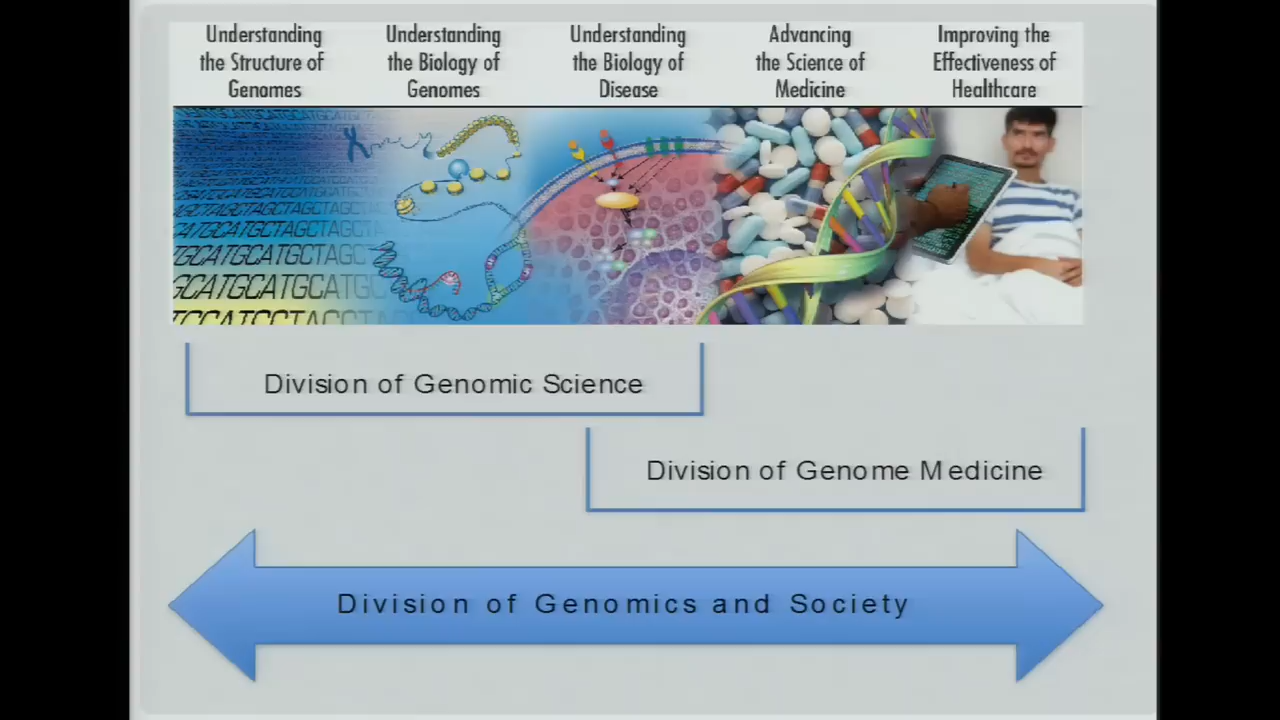 Understanding
the Structure of
Genomes
Understanding
the Biology of
Genomes
Understanding
the Biology of
Disease
Advancing
the Science of
Medicine
Improving the
Effectiveness of
Healthcare
GCATGCATGCATGC
Division of Genomic Science
Division of Genome Medicine
Division of Genomics and Society